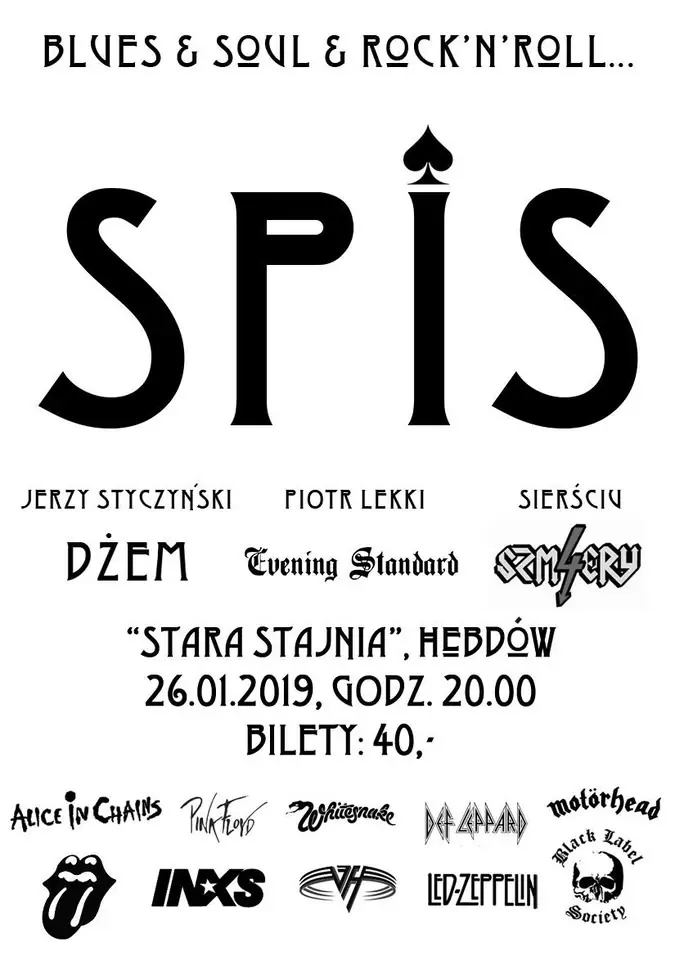 BLUES & SOUL & ROCK'N'ROLL...
SPIS
JERZY STYCZYŃSKI PIOTR LEKKI SIERŚCIU
DŻEM Evening Standard SZM4ERY
"STARA STAJNIA", HEBDÓW
26.01.2019, GODZ. 20.00
BILETY: 40,-
ALICE IN CHAINS PINK FLOYD Whitesnake DEF LEPPARD motörhead
INXS VH LED-ZEPPELIN Black Label Society